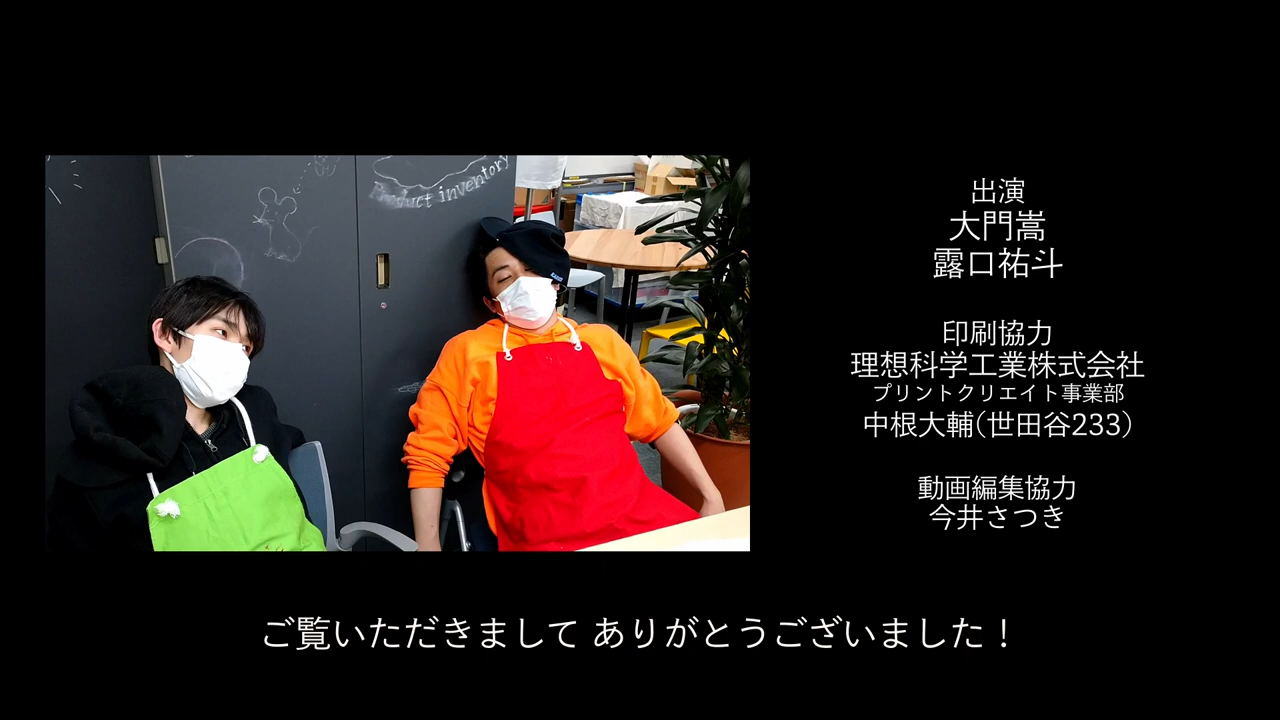 Product inventory
出演
大門嵩
露口祐斗
印刷協力
理想科学工業株式会社
プリントクリエイト事業部
中根大輔(世田谷233)
動画編集協力
今井さつき
ご覧いただきまして ありがとうございました！